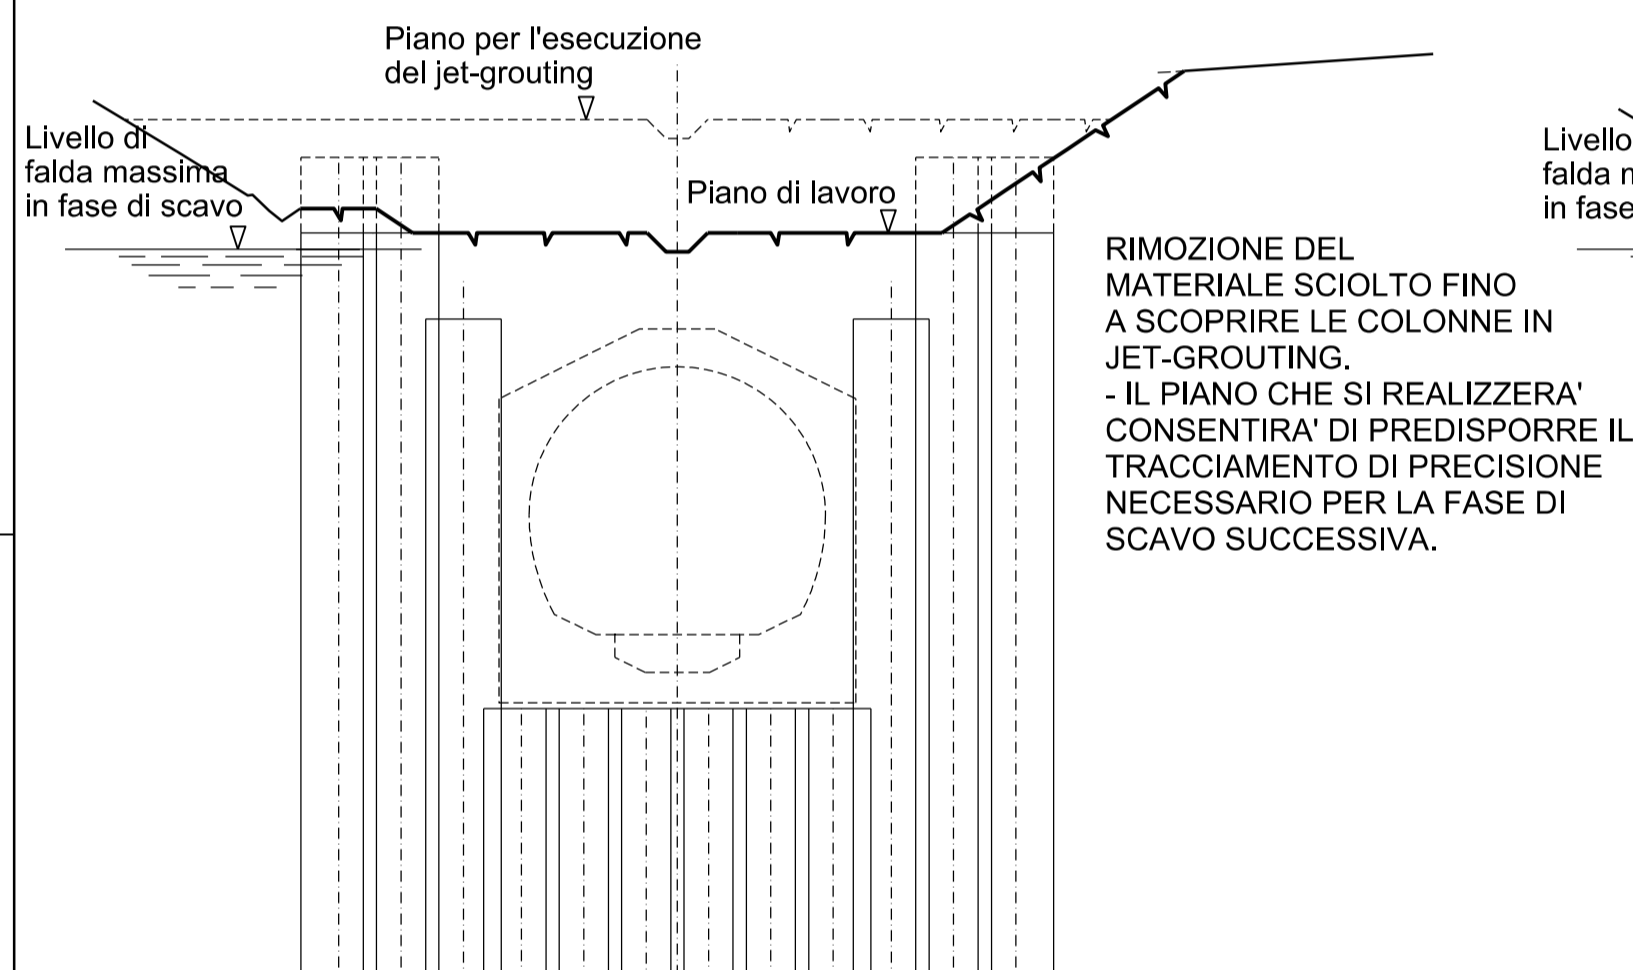 Piano per l'esecuzione
del jet-grouting
Livello di
falda massima
in fase di scavo
Piano di lavoro
RIMOZIONE DEL
MATERIALE SCIOLTO FINO
A SCOPRIRE LE COLONNE IN
JET-GROUTING.
- IL PIANO CHE SI REALIZZERA'
CONSENTIRA' DI PREDISPORRE IL
TRACCIAMENTO DI PRECISIONE
NECESSARIO PER LA FASE DI
SCAVO SUCCESSIVA.
Livello
falda
in fase